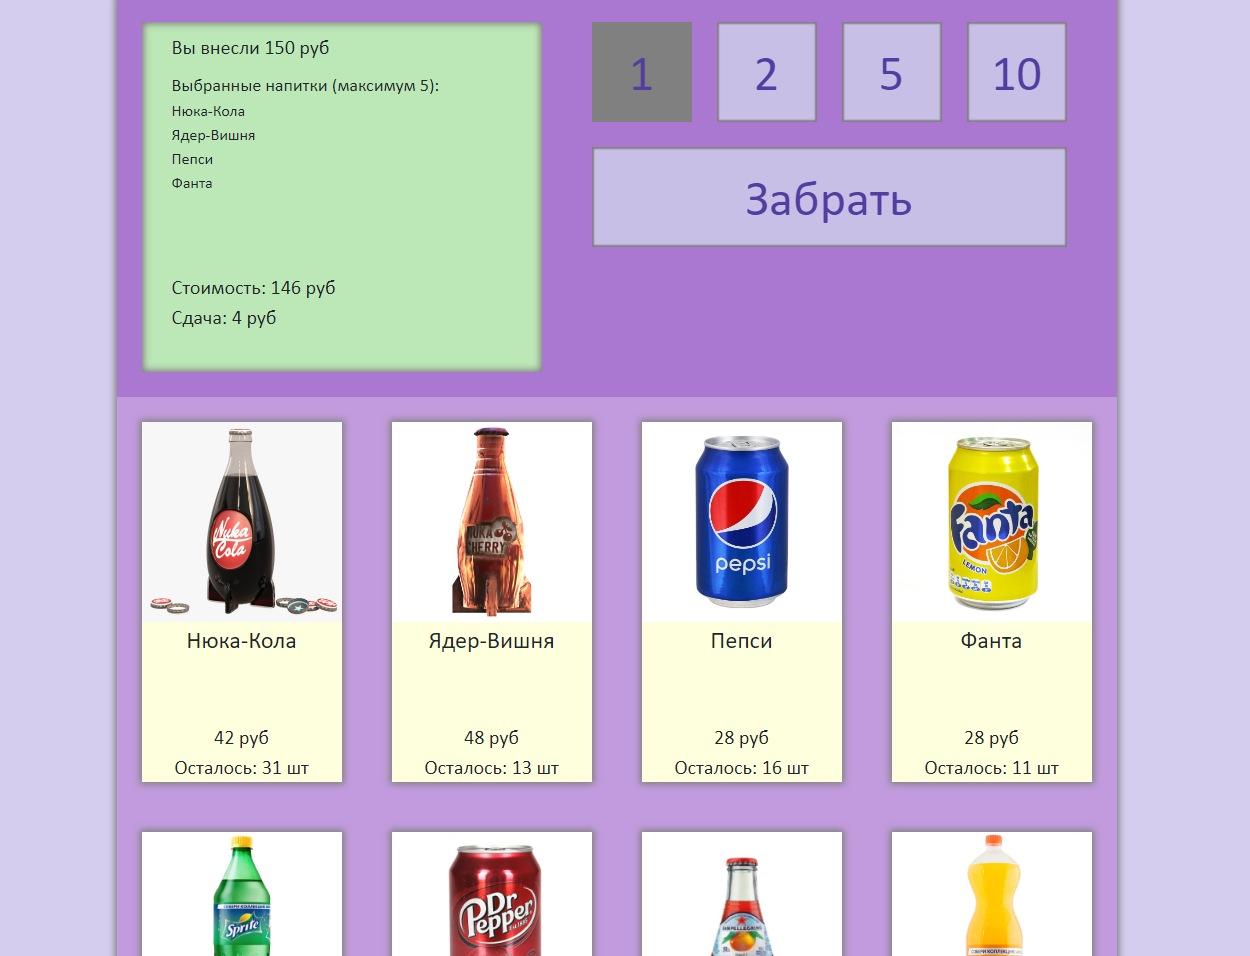 Вы внесли 150 руб
Выбранные напитки (максимум 5):
Нюка-Кола
Ядер-Вишня
Пепси
Фанта
Стоимость: 146 руб
Сдача: 4 руб
1
2
5
10
Забрать
Nuka
Cola
NUKA
CHERRY
pepsi
Fanta
LEMON
Нюка-Кола
Ядер-Вишня
Пепси
Фанта
42 руб
48 руб
28 руб
28 руб
Осталось: 31 шт
Осталось: 13 шт
Осталось: 16 шт
Осталось: 11 шт
Sprite
Dr
Pepper
SANPELLEGRINO